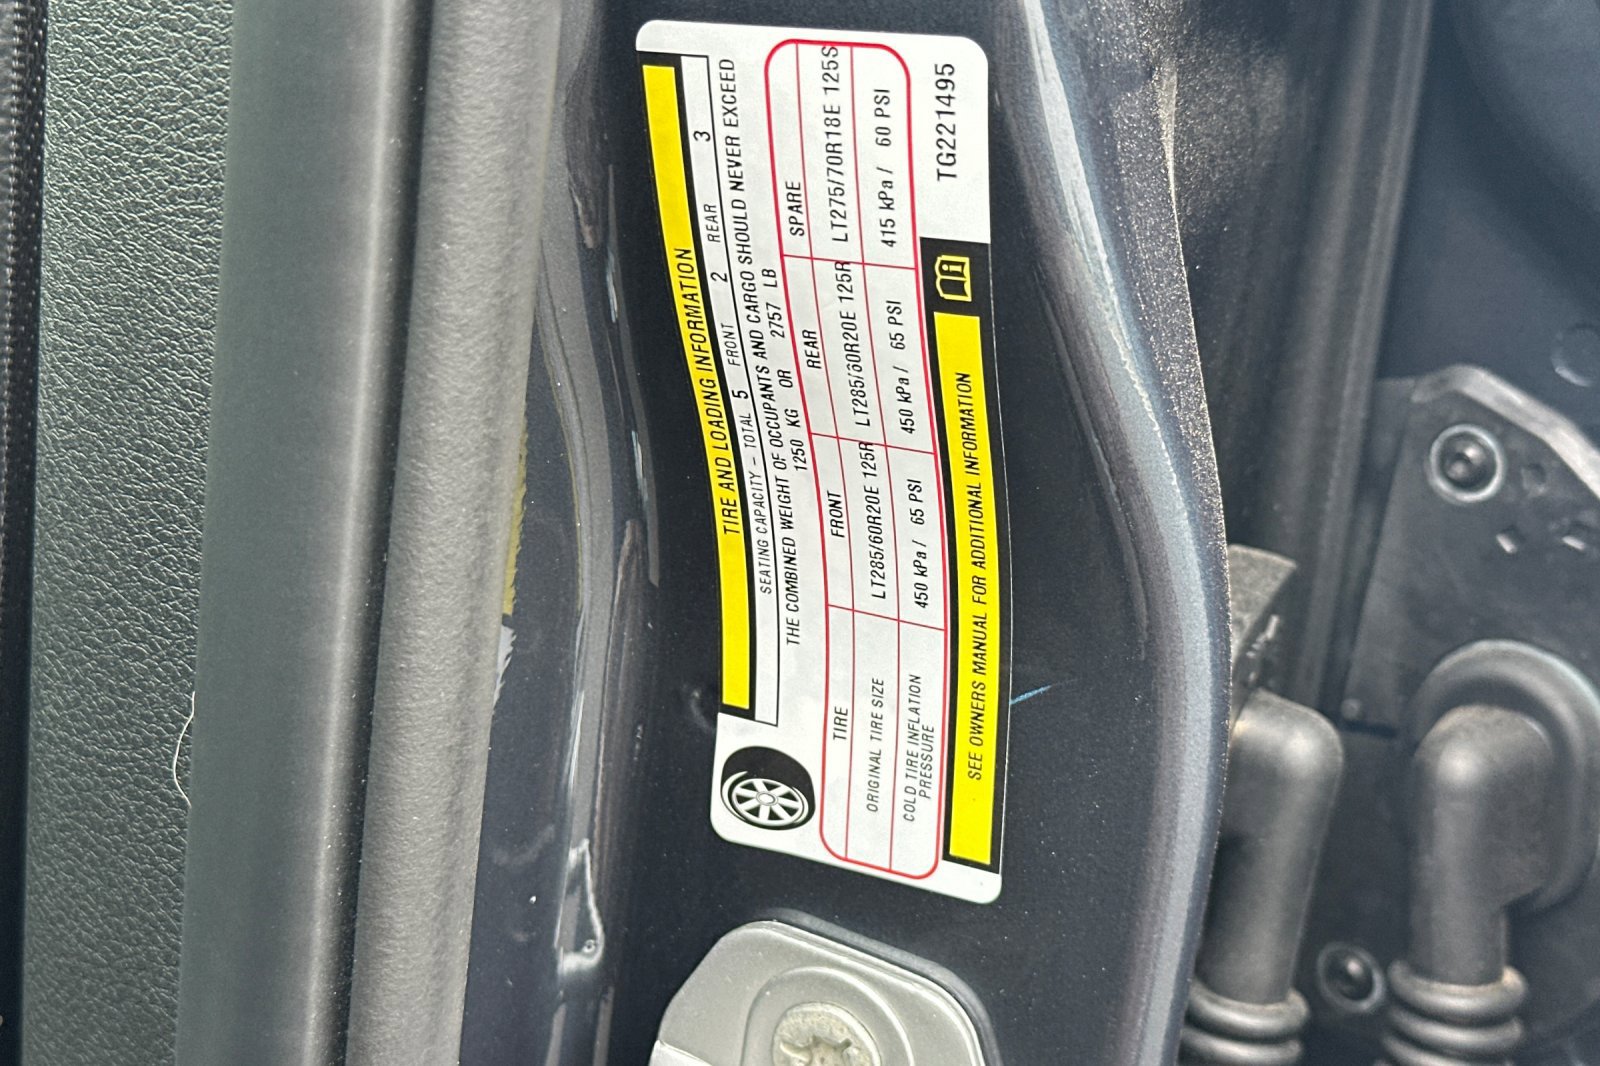 TIRE AND LOADING INFORMATION
SEATING CAPACITY - TOTAL 5 FRONT 2 REAR 3
THE COMBINED WEIGHT OF OCCUPANTS AND CARGO SHOULD NEVER EXCEED
1250 KG OR 2757 LB
TIRE FRONT REAR SPARE
ORIGINAL TIRE SIZE LT285/60R20E 125R LT285/60R20E 125R LT275/70R18E 125S
COLD TIRE INFLATION
PRESSURE 450 kPa / 65 PSI 450 kPa / 65 PSI 415 kPa / 60 PSI
SEE OWNERS MANUAL FOR ADDITIONAL INFORMATION
TG221495